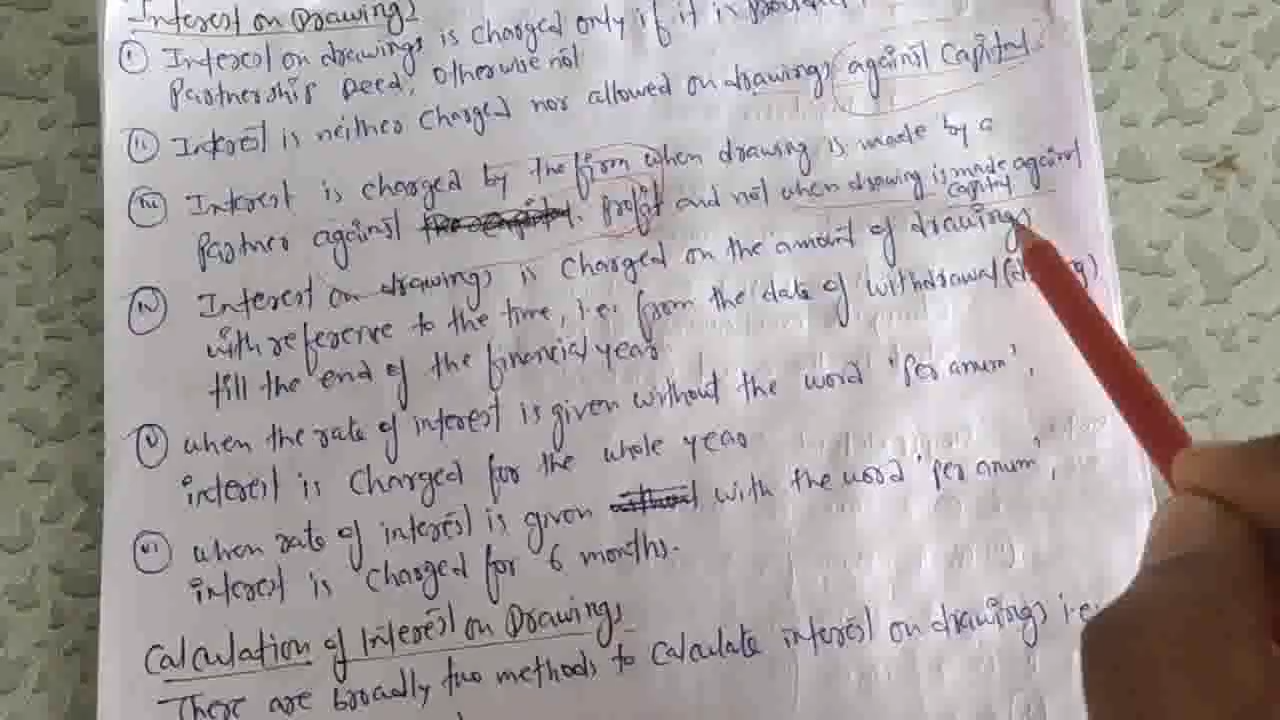 Interest on Drawings
(i) Interest on drawings is charged only if it is
Partnership Deed, otherwise not
(ii) Interest is neither charged nor allowed on drawings against Capital.
(iii) Interest is charged by the firm when drawing is made by a
Partner against Profit and not when drawing is made against
capital
(iv) Interest on drawings is charged on the amount of drawings
with reference to the time, i.e. from the date of withdrawal
till the end of the financial year
(v) when the rate of interest is given without the word 'Per anum',
interest is charged for the whole year
(vi) when rate of interest is given with the word 'Per anum',
interest is charged for 6 months.
Calculation of Interest on Drawings
There are broadly two methods to calculate interest on drawings i.e.